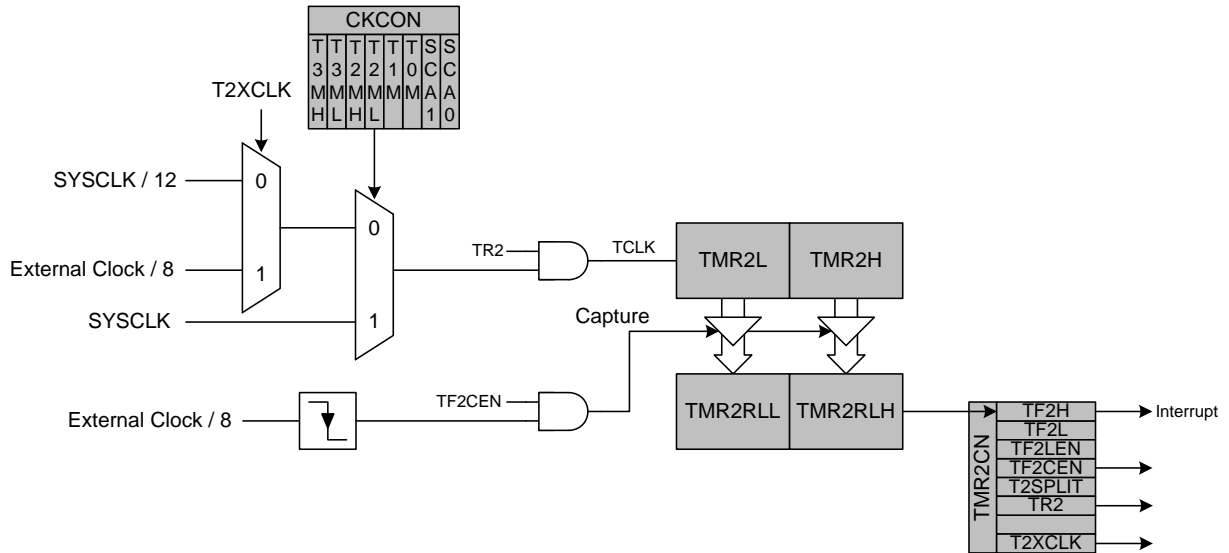 CKCON
T3MH
T3ML
T2MH
T2ML
T1M
T0M
SCA1
SCA0
T2XCLK
SYSCLK / 12
0
External Clock / 8
1
0
SYSCLK
1
TR2
TCLK
TMR2L
TMR2H
Capture
External Clock / 8
TF2CEN
TMR2RLL
TMR2RLH
TMR2CN
TF2H
TF2L
TF2LEN
TF2CEN
T2SPLIT
TR2
T2XCLK
Interrupt